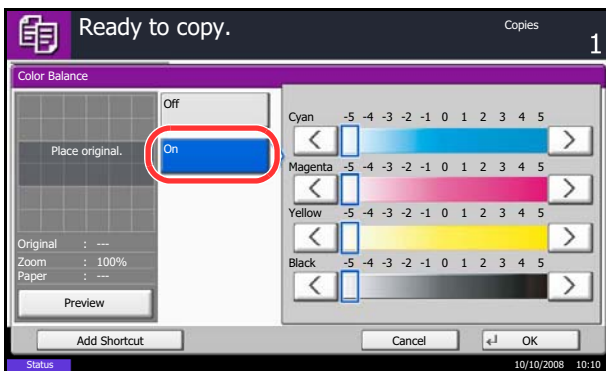 Ready to copy.
Copies
1
Color Balance
Place original.
Original : ---
Zoom : 100%
Paper : ---
Preview
Off
On
Cyan -5 -4 -3 -2 -1 0 1 2 3 4 5
Magenta -5 -4 -3 -2 -1 0 1 2 3 4 5
Yellow -5 -4 -3 -2 -1 0 1 2 3 4 5
Black -5 -4 -3 -2 -1 0 1 2 3 4 5
Add Shortcut
Cancel
OK
Status
10/10/2008 10:10